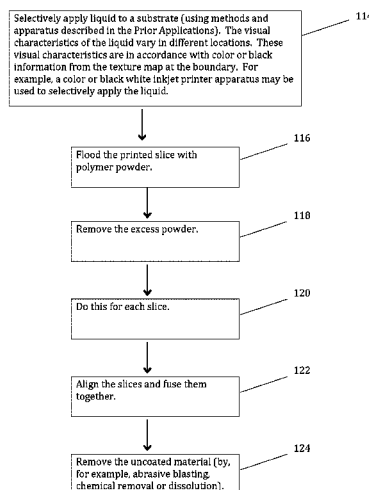 Selectively apply liquid to a substrate (using methods and
apparatus described in the Prior Applications). The visual
characteristics of the liquid vary in different locations. These
visual characteristics are in accordance with color or black
information from the texture map at the boundary. For
example, a color or black white inkjet printer apparatus may be
used to selectively apply the liquid.
114
Flood the printed slice with
polymer powder.
116
Remove the excess powder.
118
Do this for each slice.
120
Align the slices and fuse them
together.
122
Remove the uncoated material (by,
for example, abrasive blasting,
chemical removal or dissolution).
124